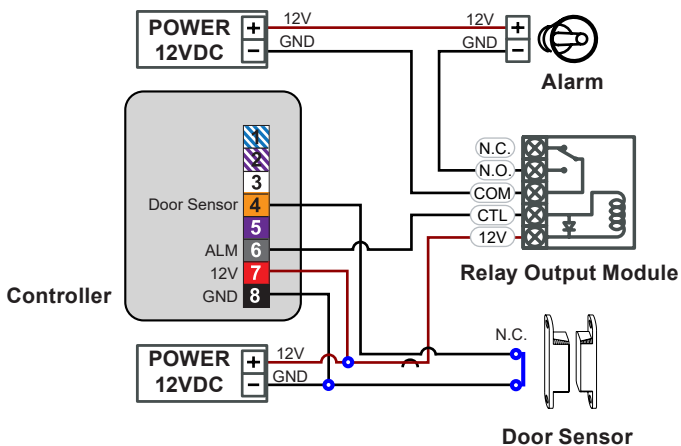 POWER
12VDC
+
−
12V
GND
12V
GND
+
−
Alarm
1
2
3
Door Sensor 4
5
ALM 6
12V 7
GND 8
Controller
N.C.
N.O.
COM
CTL
12V
Relay Output Module
POWER
12VDC
+
−
12V
GND
N.C.
Door Sensor